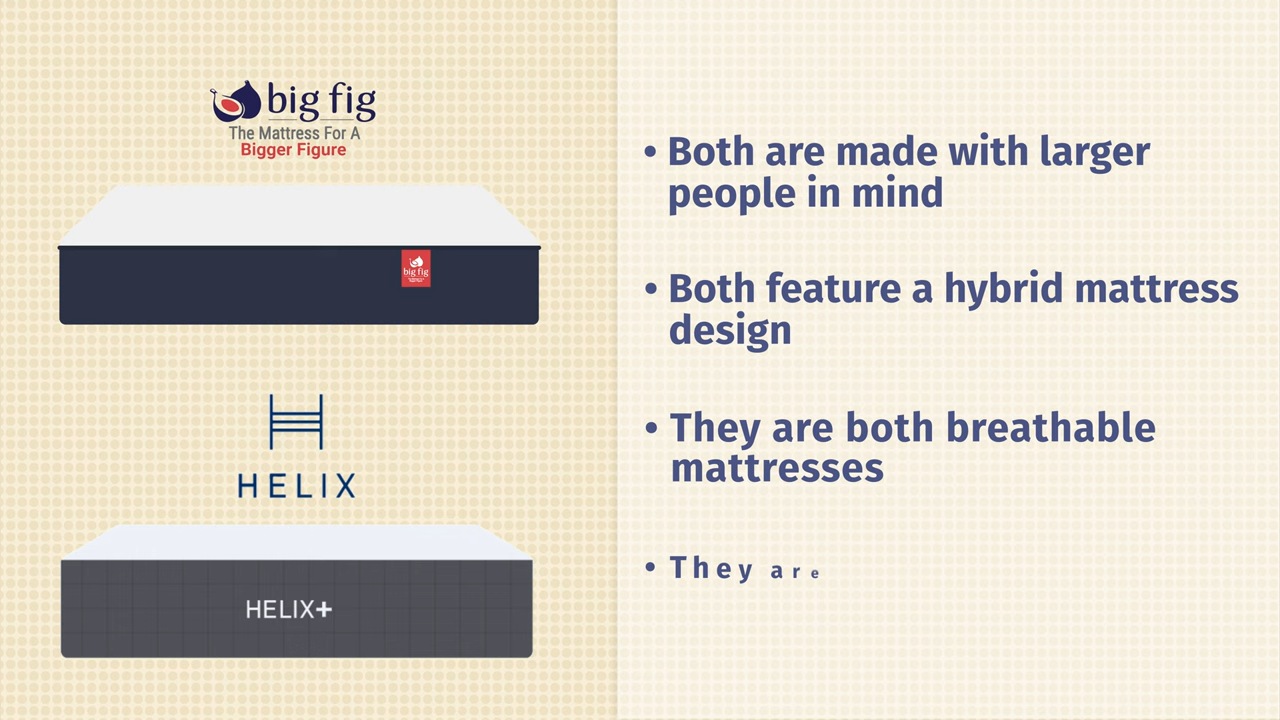 big fig
The Mattress For A
Bigger Figure
big fig
HELIX
HELIX+
• Both are made with larger
people in mind
• Both feature a hybrid mattress
design
• They are both breathable
mattresses
• They are